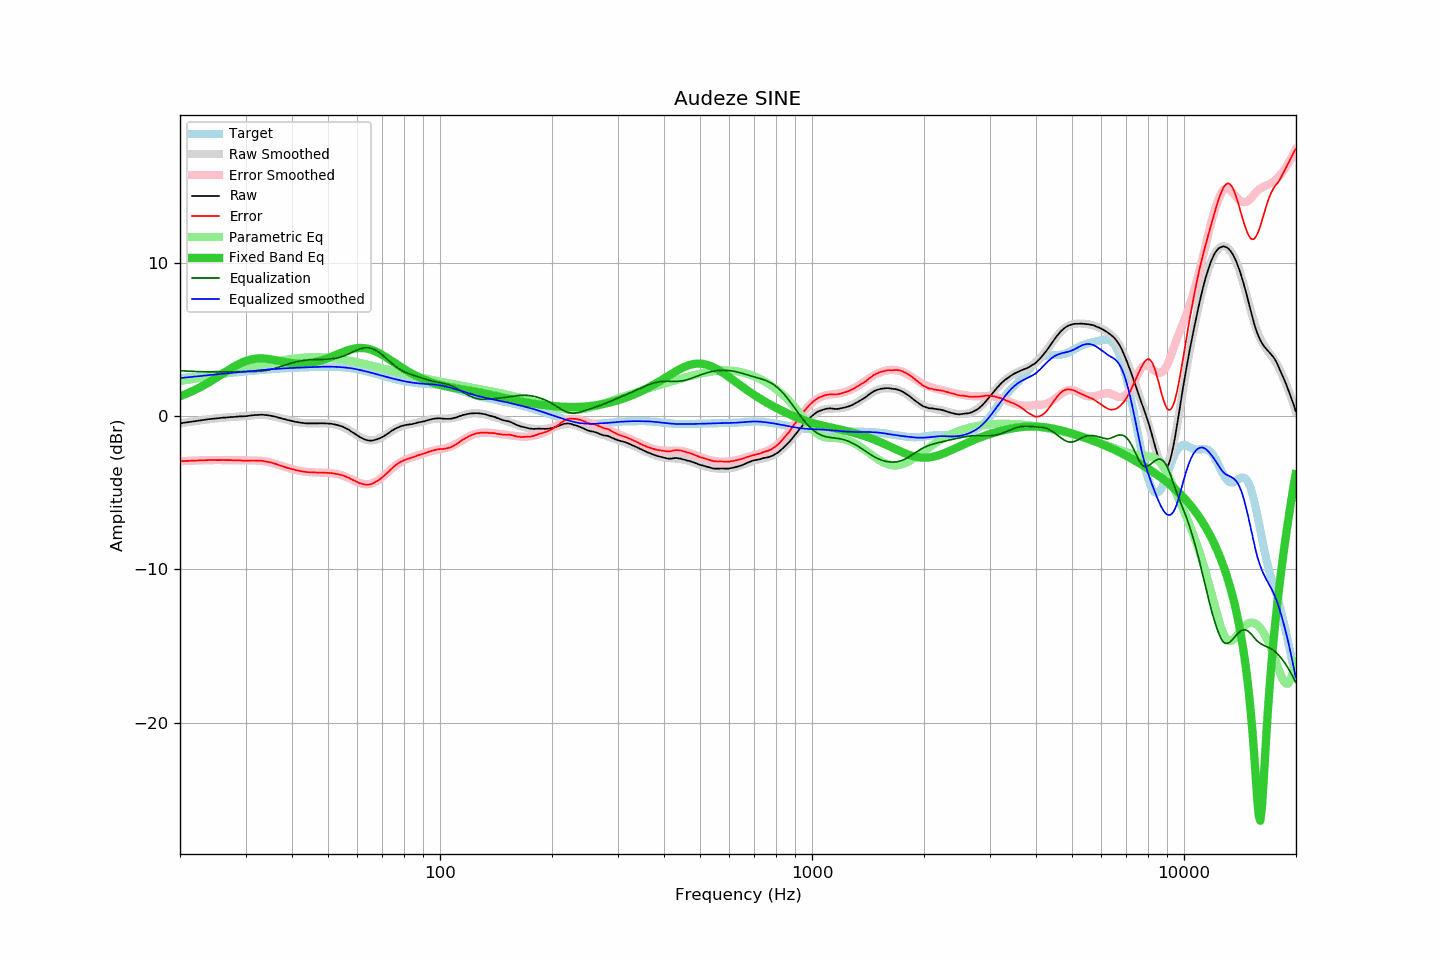 Audeze SINE
Target
Raw Smoothed
Error Smoothed
Raw
Error
Parametric Eq
Fixed Band Eq
Equalization
Equalized smoothed
10
0
−10
−20
Amplitude (dBr)
100
1000
10000
Frequency (Hz)